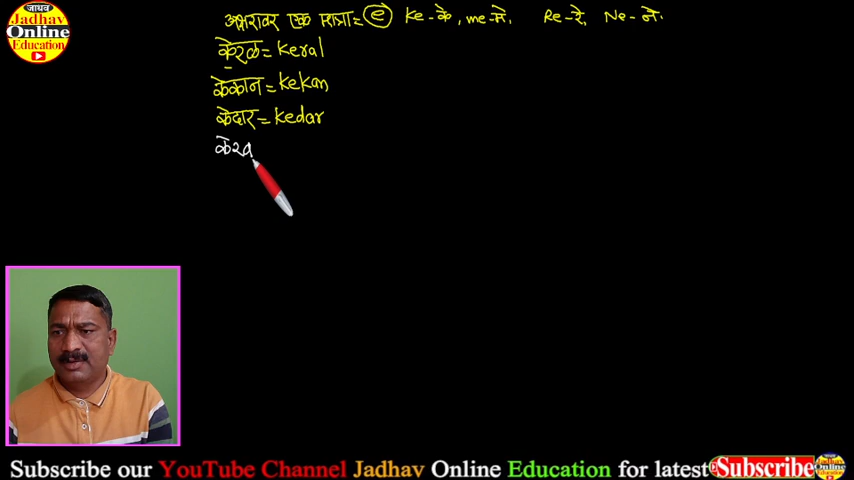 जाधव
Jadhav
Online
Education
अक्षरावर एक मात्रा = e Ke - के, me - मे. Re - रे, Ne - ने.
केरळ = Keral
केकान = Kekan
केदार = Kedar
Subscribe our YouTube Channel Jadhav Online Education for latest Subscribe